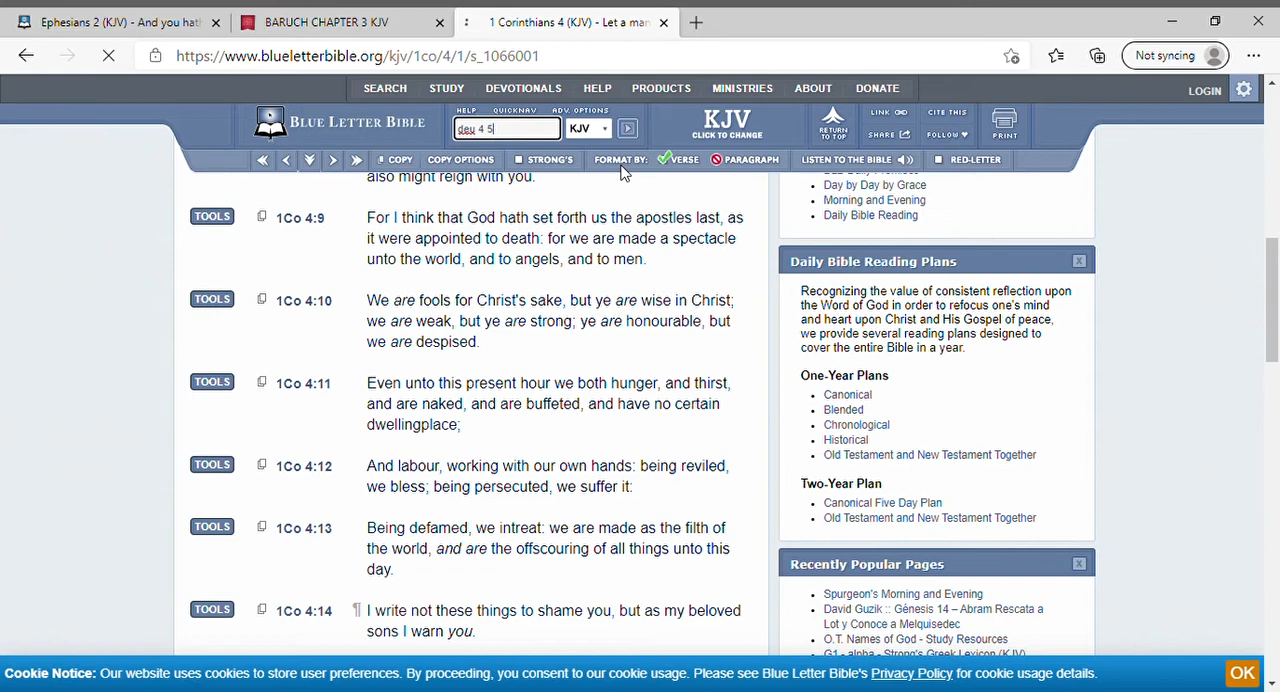 Ephesians 2 (KJV) - And you hath
BARUCH CHAPTER 3 KJV
1 Corinthians 4 (KJV) - Let a man
https://www.blueletterbible.org/kjv/1co/4/1/s_1066001
Not syncing
SEARCH STUDY DEVOTIONALS HELP PRODUCTS MINISTRIES ABOUT DONATE
LOGIN
HELP QUICKNAV ADV. OPTIONS
BLUE LETTER BIBLE
deu 4 5
KJV
KJV
CLICK TO CHANGE
RETURN
TO TOP
LINK
CITE THIS
SHARE
FOLLOW
PRINT
COPY COPY OPTIONS STRONG'S FORMAT BY: VERSE PARAGRAPH LISTEN TO THE BIBLE RED-LETTER
also might reign with you.
TOOLS 1Co 4:9 For I think that God hath set forth us the apostles last, as
it were appointed to death: for we are made a spectacle
unto the world, and to angels, and to men.
TOOLS 1Co 4:10 We are fools for Christ's sake, but ye are wise in Christ;
we are weak, but ye are strong; ye are honourable, but
we are despised.
TOOLS 1Co 4:11 Even unto this present hour we both hunger, and thirst,
and are naked, and are buffeted, and have no certain
dwellingplace;
TOOLS 1Co 4:12 And labour, working with our own hands: being reviled,
we bless; being persecuted, we suffer it:
TOOLS 1Co 4:13 Being defamed, we intreat: we are made as the filth of
the world, and are the offscouring of all things unto this
day.
TOOLS 1Co 4:14 ¶ I write not these things to shame you, but as my beloved
sons I warn you.
Day by Day by Grace
Morning and Evening
Daily Bible Reading
Daily Bible Reading Plans
Recognizing the value of consistent reflection upon
the Word of God in order to refocus one's mind
and heart upon Christ and His Gospel of peace,
we provide several reading plans designed to
cover the entire Bible in a year.
One-Year Plans
Canonical
Blended
Chronological
Historical
Old Testament and New Testament Together
Two-Year Plan
Canonical Five Day Plan
Old Testament and New Testament Together
Recently Popular Pages
Spurgeon's Morning and Evening
David Guzik :: Génesis 14 – Abram Rescata a
Lot y Conoce a Melquisedec
O.T. Names of God - Study Resources
G1 - alpha - Strong's Greek Lexicon (KJV)
Cookie Notice: Our website uses cookies to store user preferences. By proceeding, you consent to our cookie usage. Please see Blue Letter Bible's Privacy Policy for cookie usage details.
OK